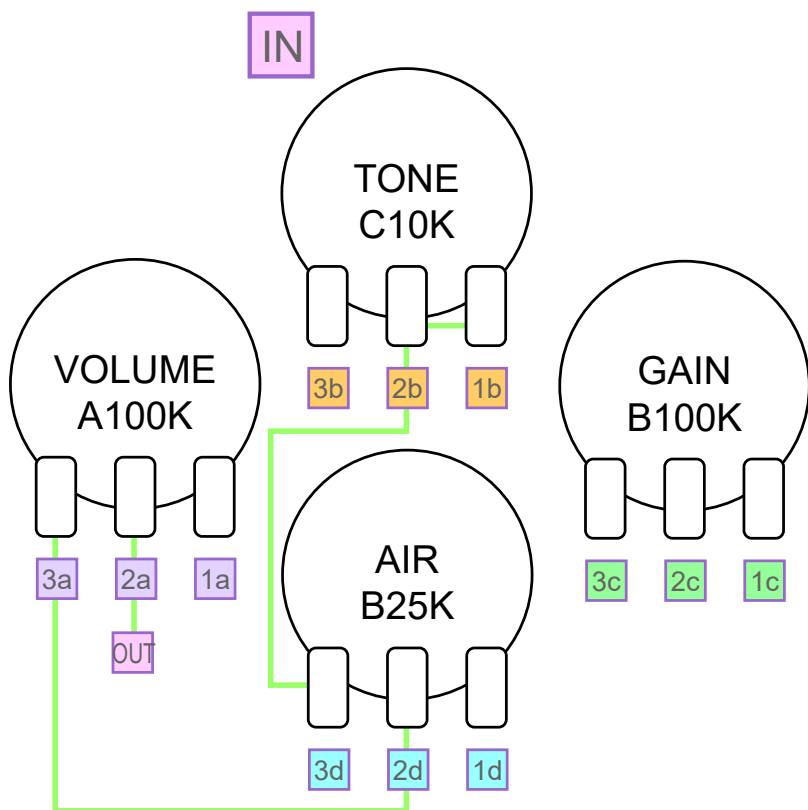 IN
TONE
C10K
3b 2b 1b
VOLUME
A100K
3a 2a 1a
OUT
GAIN
B100K
3c 2c 1c
AIR
B25K
3d 2d 1d